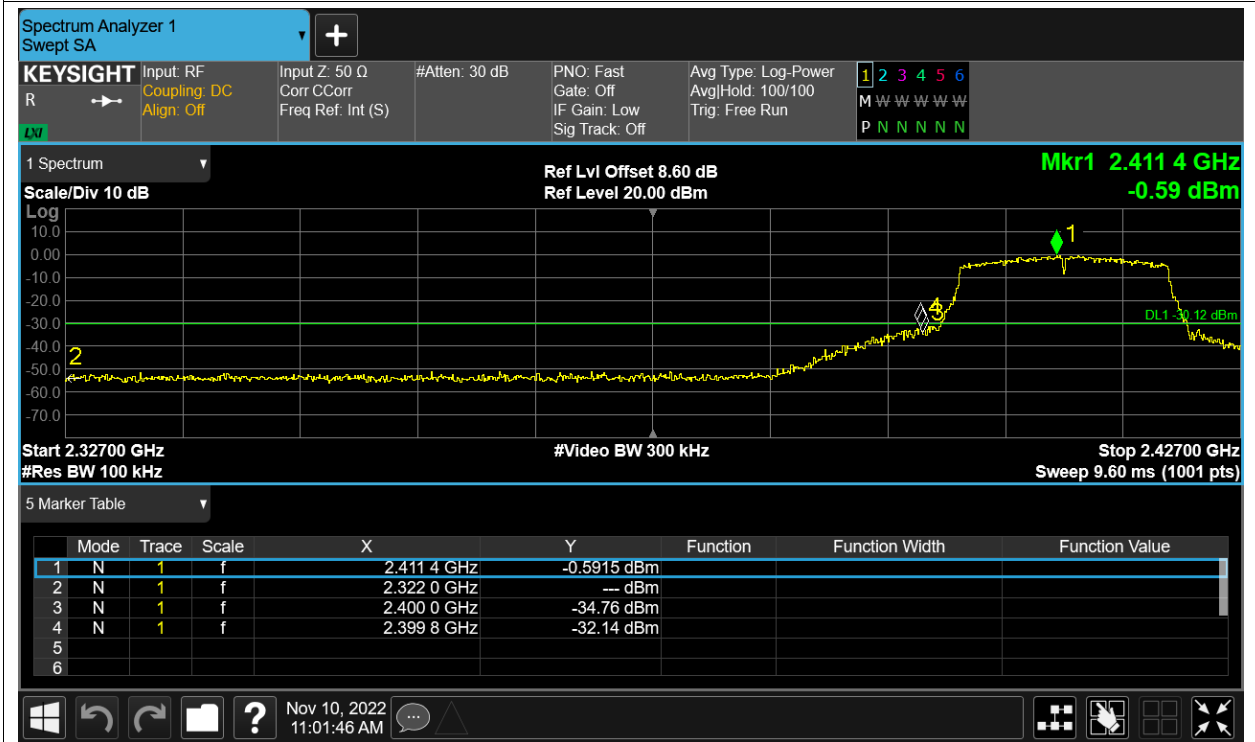 Spectrum Analyzer 1
Swept SA
+
KEYSIGHT
R
LXI
Input: RF
Coupling: DC
Align: Off
Input Z: 50 Ω
Corr CCorr
Freq Ref: Int (S)
#Atten: 30 dB
PNO: Fast
Gate: Off
IF Gain: Low
Sig Track: Off
Avg Type: Log-Power
Avg|Hold: 100/100
Trig: Free Run
1 2 3 4 5 6
M W W W W W
P N N N N N
1 Spectrum
Scale/Div 10 dB
Ref Lvl Offset 8.60 dB
Ref Level 20.00 dBm
Mkr1 2.411 4 GHz
-0.59 dBm
Log
10.0
0.00
-10.0
-20.0
-30.0
-40.0
-50.0
-60.0
-70.0
1
2
4
3
DL1 -30.12 dBm
Start 2.32700 GHz
#Res BW 100 kHz
#Video BW 300 kHz
Stop 2.42700 GHz
Sweep 9.60 ms (1001 pts)
5 Marker Table
Mode Trace Scale X Y Function Function Width Function Value
1 N 1 f 2.411 4 GHz -0.5915 dBm
2 N 1 f 2.322 0 GHz --- dBm
3 N 1 f 2.400 0 GHz -34.76 dBm
4 N 1 f 2.399 8 GHz -32.14 dBm
5
6
?
Nov 10, 2022
11:01:46 AM